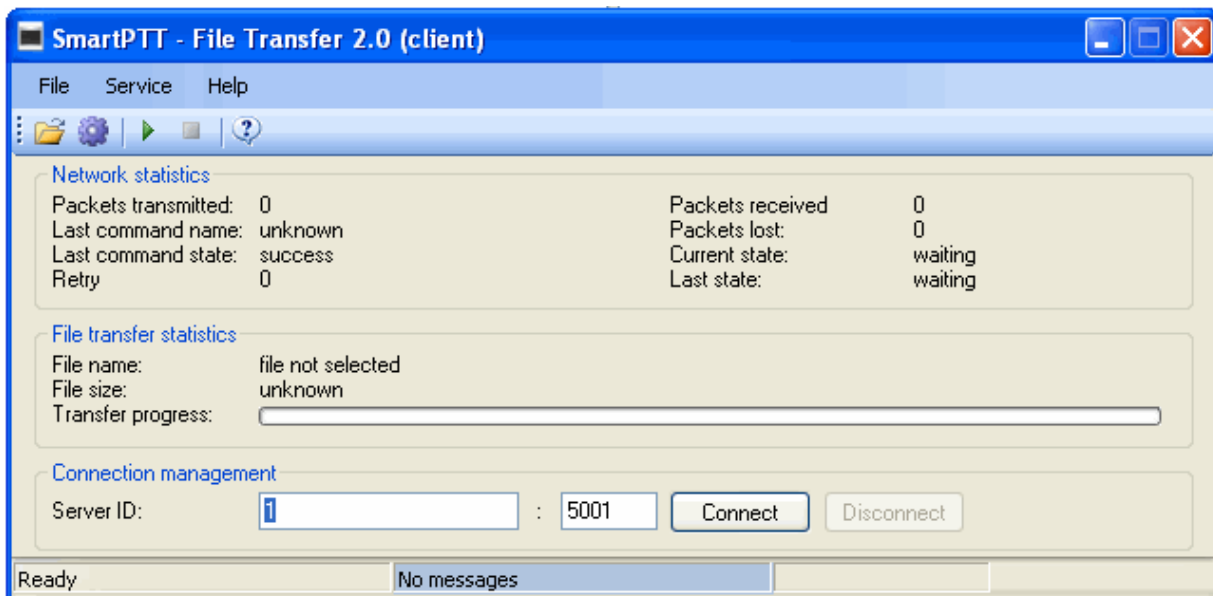 SmartPTT - File Transfer 2.0 (client)
File Service Help
Network statistics
Packets transmitted: 0 Packets received 0
Last command name: unknown Packets lost: 0
Last command state: success Current state: waiting
Retry 0 Last state: waiting
File transfer statistics
File name: file not selected
File size: unknown
Transfer progress:
Connection management
Server ID: 1 : 5001 Connect Disconnect
Ready No messages